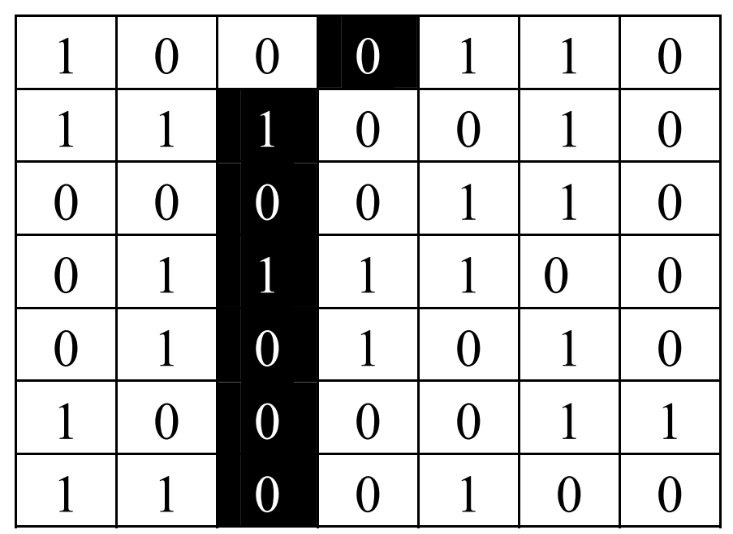 1 0 0 0 1 1 0
1 1 1 0 0 1 0
0 0 0 0 1 1 0
0 1 1 1 1 0 0
0 1 0 1 0 1 0
1 0 0 0 0 1 1
1 1 0 0 1 0 0